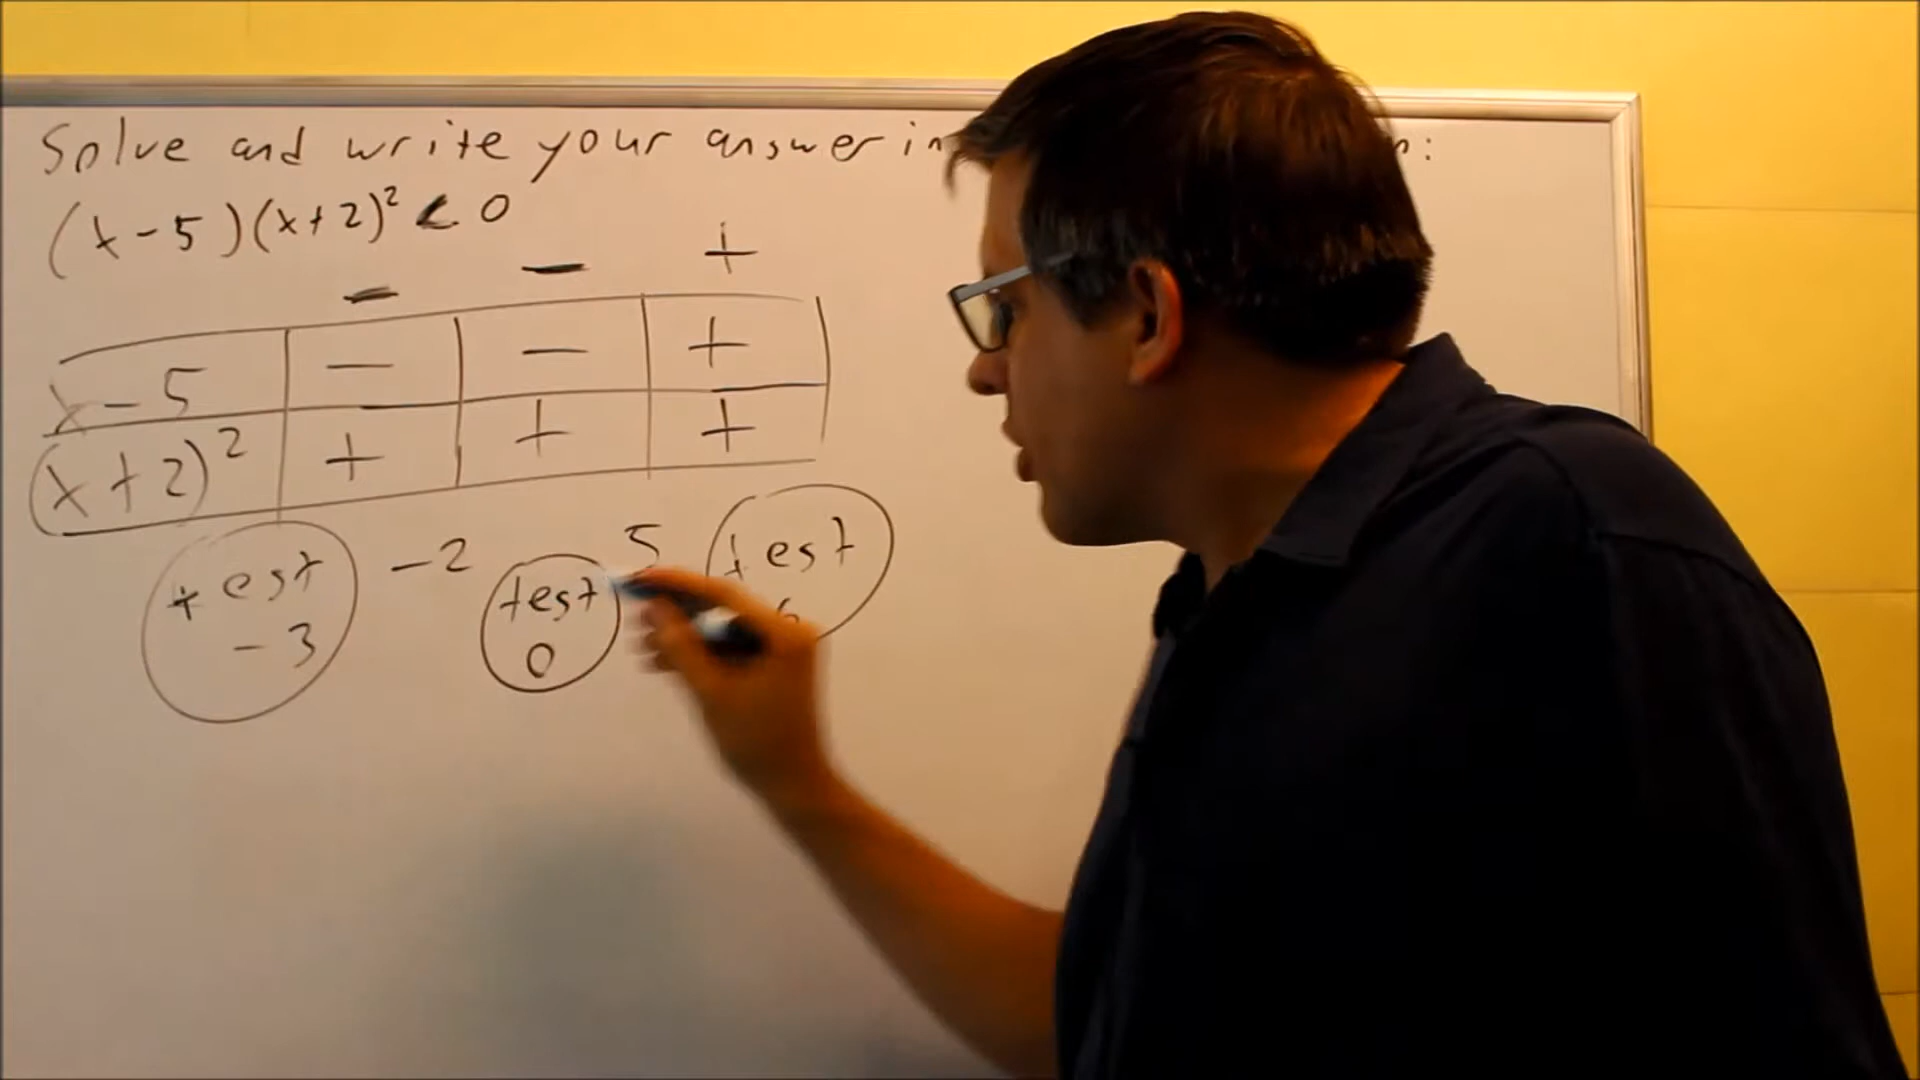 Solve and write your answer in
(x-5)(x+2)² < 0
- - +
x-5 - - +
(x+2)² + + +
-2 5
test -3 test 0 test